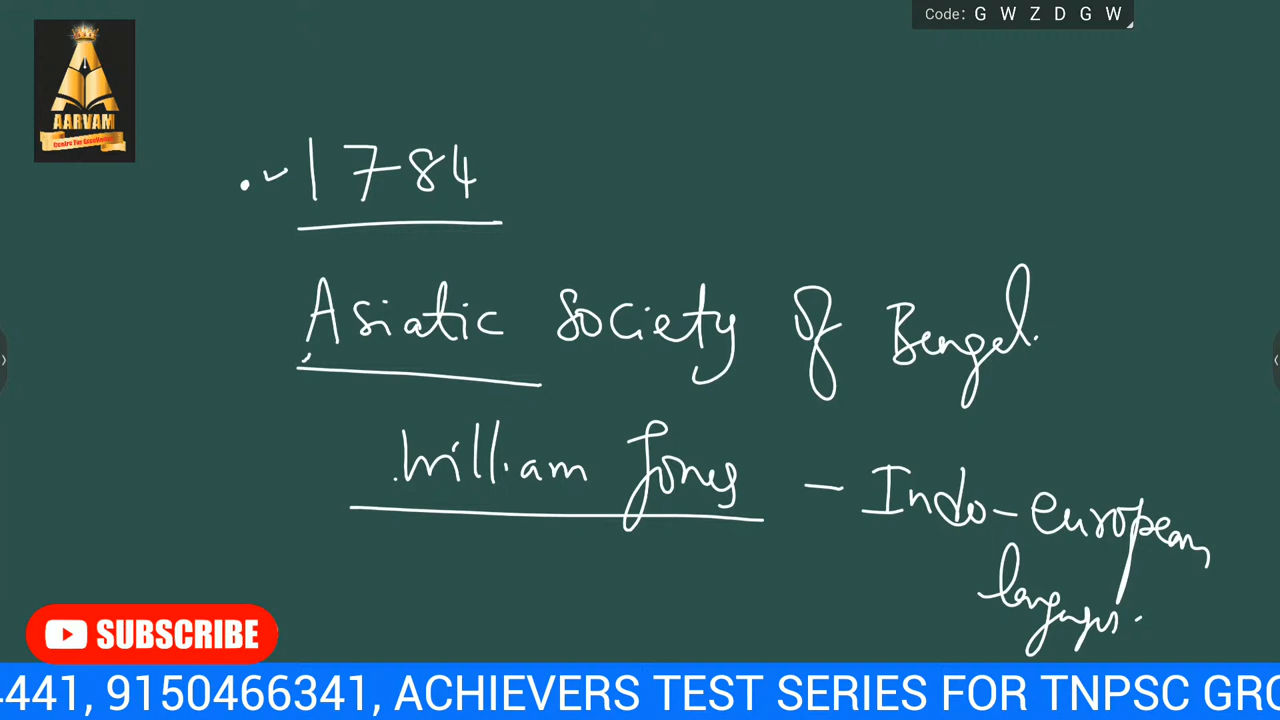 Code: G W Z D G W
AARVAM
1784
Asiatic Society of Bengal.
William Jones – Indo-european
languages.
SUBSCRIBE
4441, 9150466341, ACHIEVERS TEST SERIES FOR TNPSC GRO